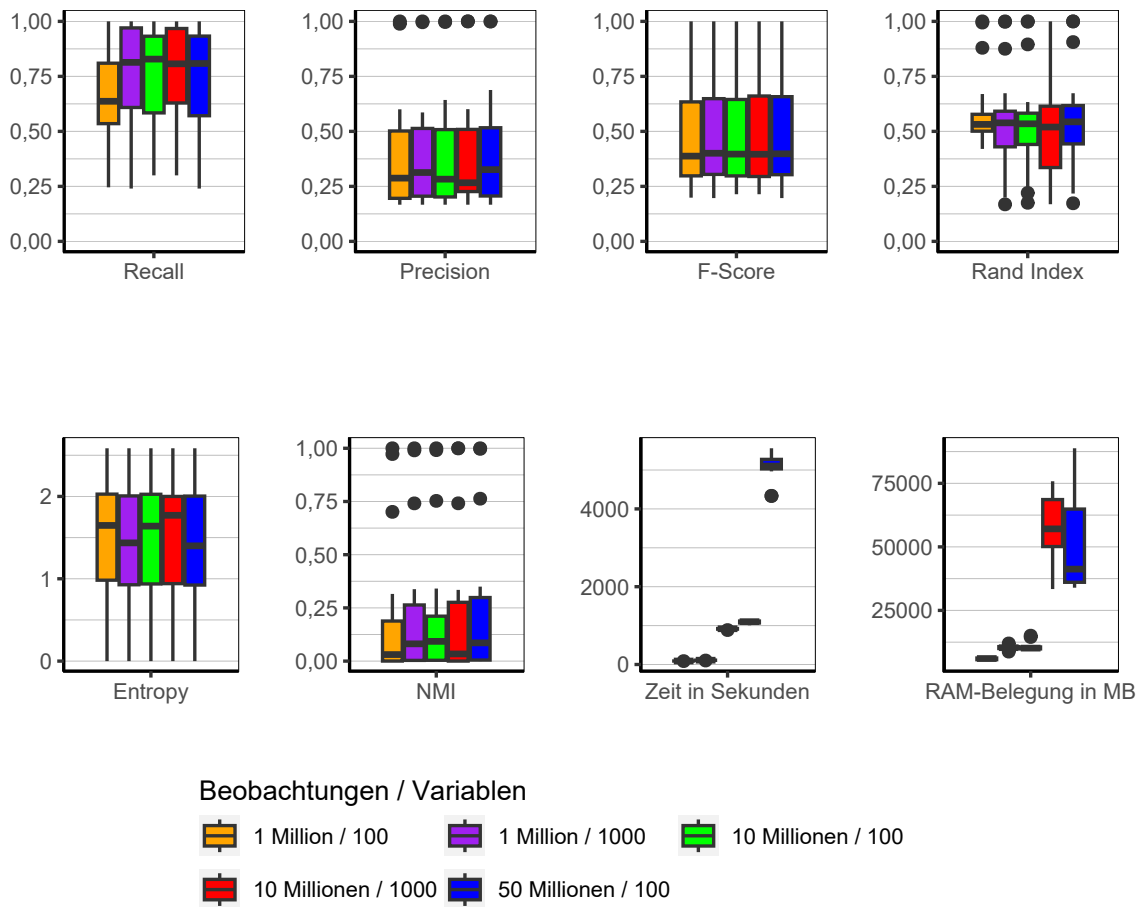 1,00
0,75
0,50
0,25
0,00
Recall
1,00
0,75
0,50
0,25
0,00
Precision
1,00
0,75
0,50
0,25
0,00
F-Score
1,00
0,75
0,50
0,25
0,00
Rand Index
2
1
0
Entropy
1,00
0,75
0,50
0,25
0,00
NMI
4000
2000
0
Zeit in Sekunden
75000
50000
25000
RAM-Belegung in MB
Beobachtungen / Variablen
1 Million / 100
1 Million / 1000
10 Millionen / 100
10 Millionen / 1000
50 Millionen / 100